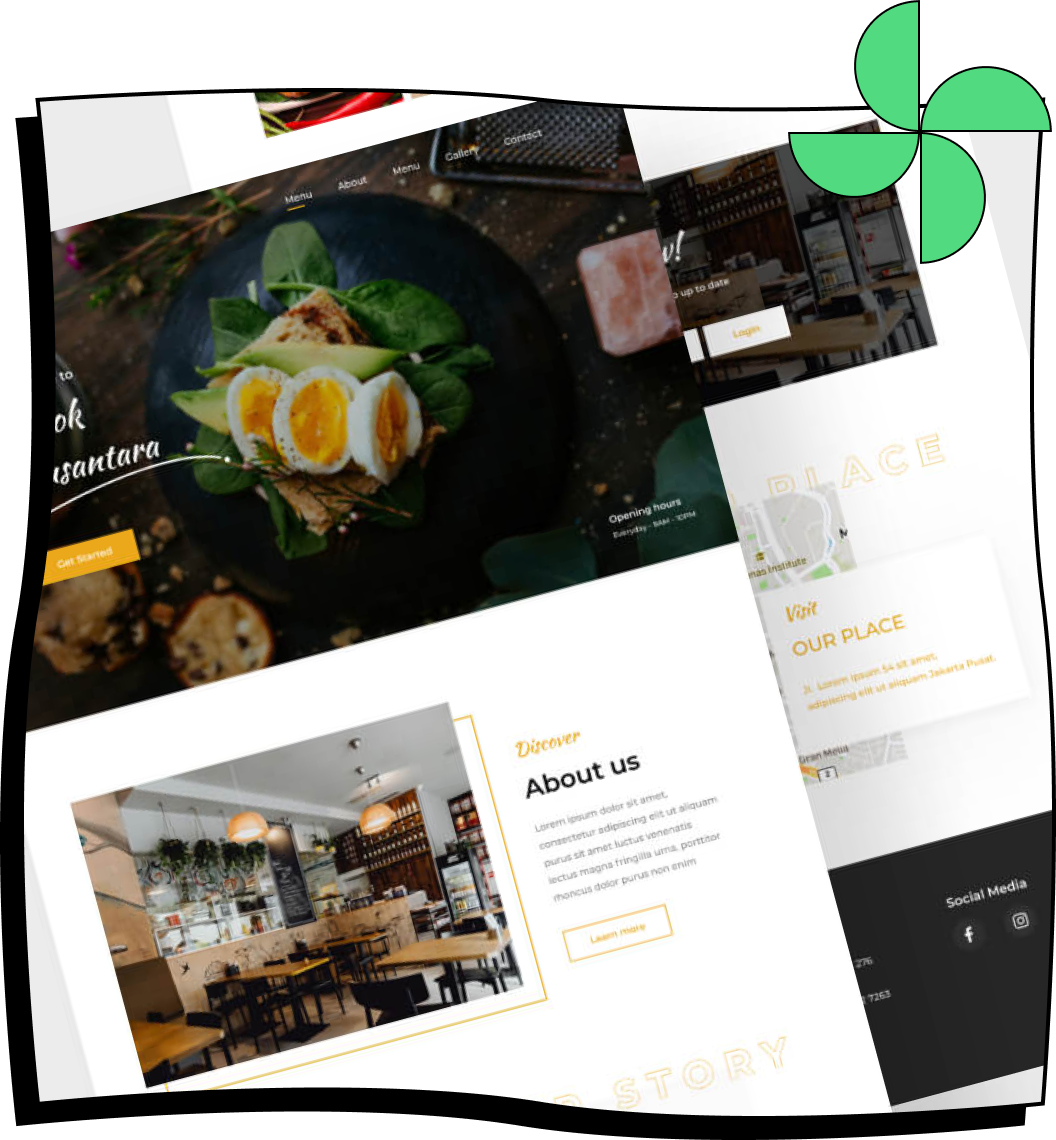 Menu
About
Menu
Gallery
Contact
to
ok
usantara
Get Started
Opening hours
Everyday - 8AM - 10PM
w!
up to date
Login
PLACE
mas Institute
Visit
OUR PLACE
Jl. Lorem ipsum 54 sit amet,
adipiscing elit ut aliquam Jakarta Pusat.
Gran Melia
2
Discover
About us
Lorem ipsum dolor sit amet,
consectetur adipiscing elit ut aliquam
purus sit amet luctus venenatis
lectus magna fringilla urna, porttitor
rhoncus dolor purus non enim
Learn more
STORY
Social Media
276
7263